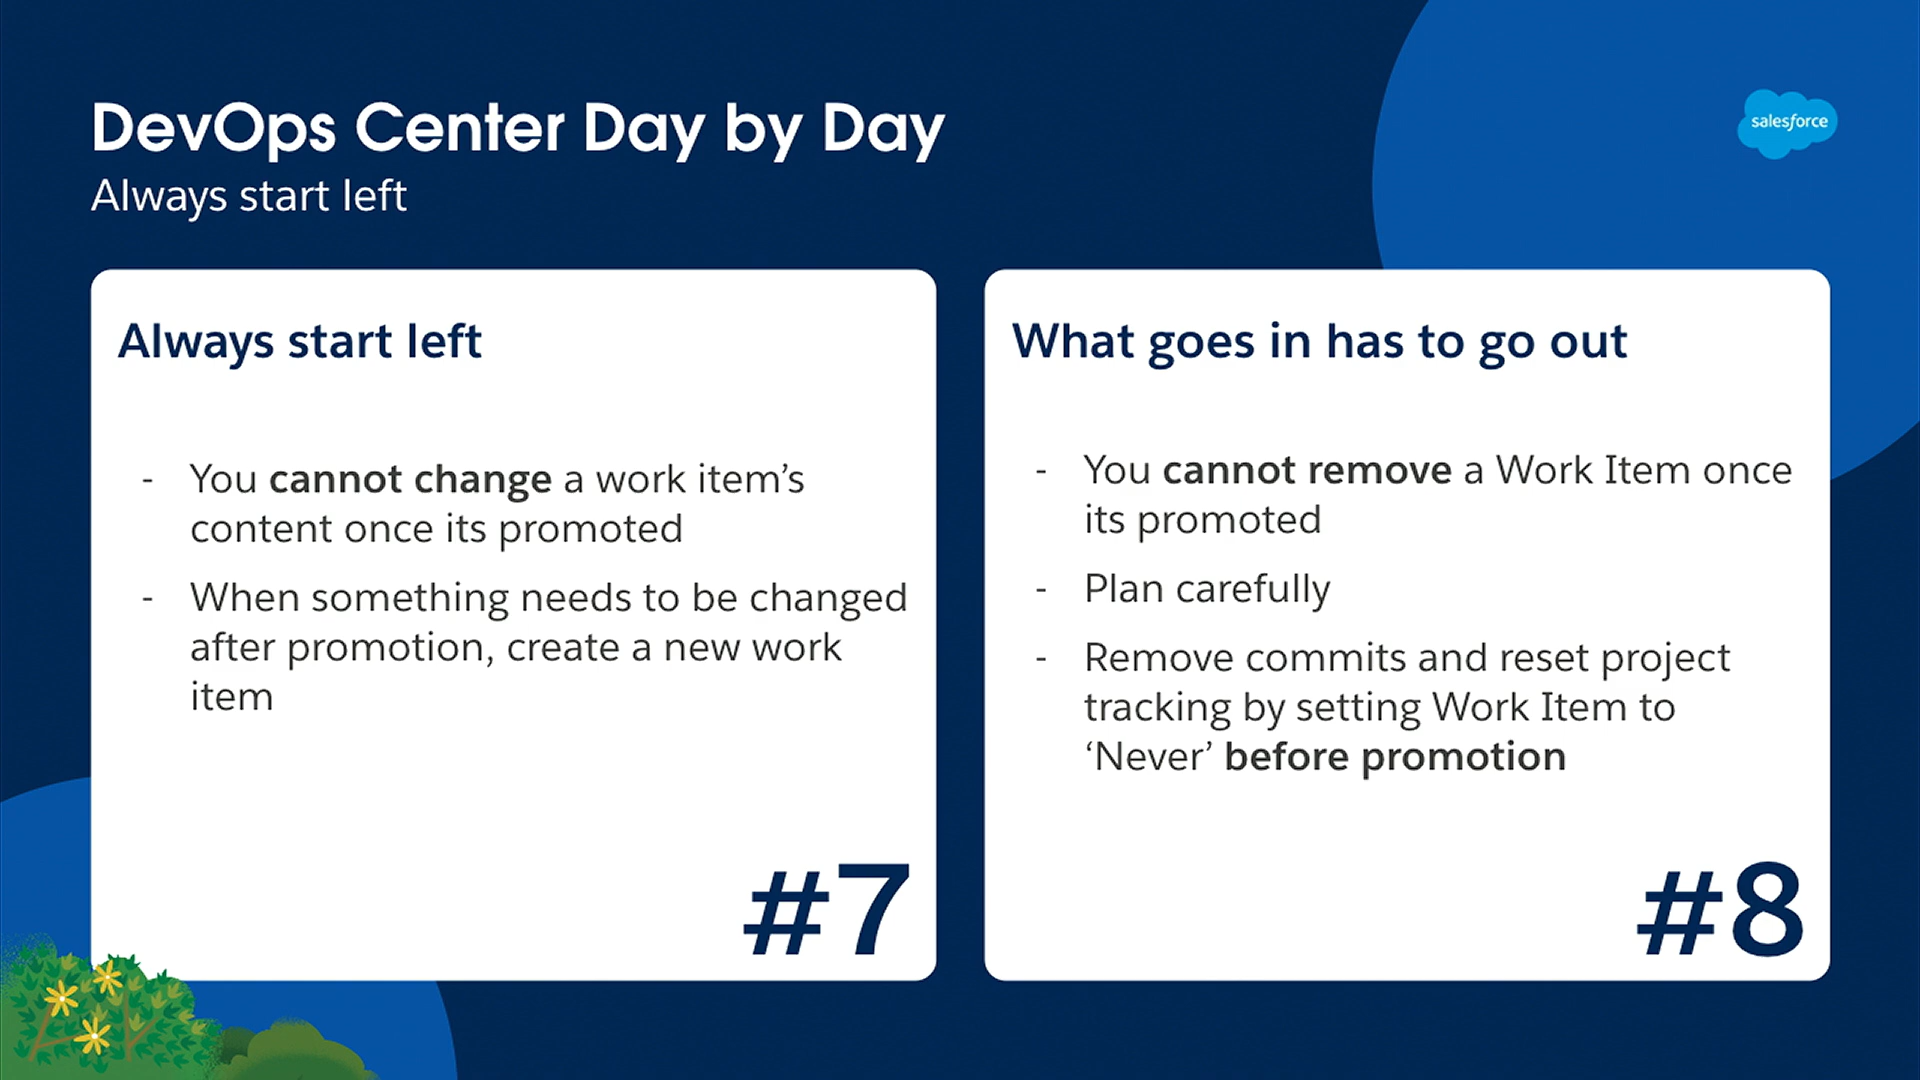 DevOps Center Day by Day
Always start left
salesforce
Always start left
- You cannot change a work item’s
content once its promoted
- When something needs to be changed
after promotion, create a new work
item
#7
What goes in has to go out
- You cannot remove a Work Item once
its promoted
- Plan carefully
- Remove commits and reset project
tracking by setting Work Item to
‘Never’ before promotion
#8